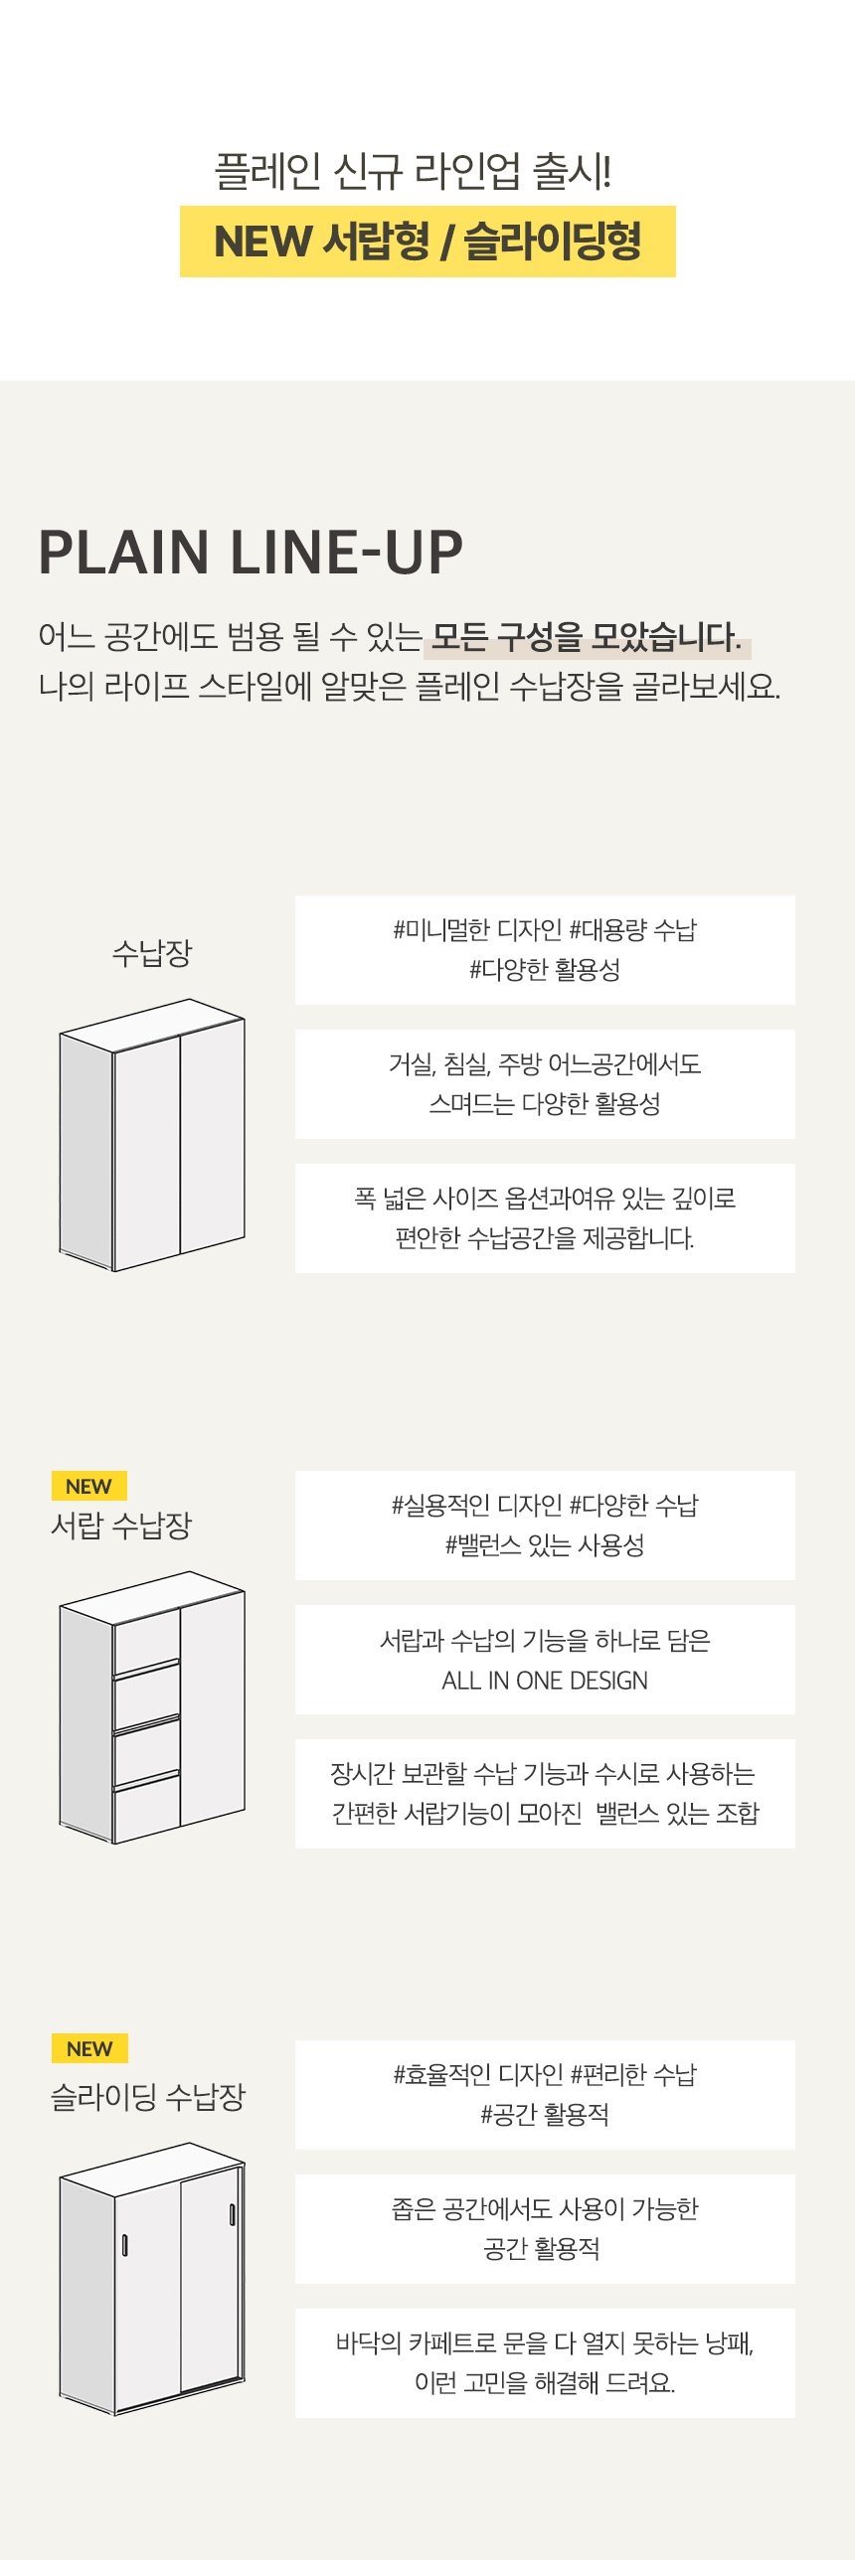 플레인 신규 라인업 출시!
NEW 서랍형 / 슬라이딩형
PLAIN LINE-UP
어느 공간에도 범용 될 수 있는 모든 구성을 모았습니다.
나의 라이프 스타일에 알맞은 플레인 수납장을 골라보세요.
수납장
#미니멀한 디자인 #대용량 수납
#다양한 활용성
거실, 침실, 주방 어느공간에서도
스며드는 다양한 활용성
폭 넓은 사이즈 옵션과여유 있는 깊이로
편안한 수납공간을 제공합니다.
NEW
서랍 수납장
#실용적인 디자인 #다양한 수납
#밸런스 있는 사용성
서랍과 수납의 기능을 하나로 담은
ALL IN ONE DESIGN
장시간 보관할 수납 기능과 수시로 사용하는
간편한 서랍기능이 모아진 밸런스 있는 조합
NEW
슬라이딩 수납장
#효율적인 디자인 #편리한 수납
#공간 활용적
좁은 공간에서도 사용이 가능한
공간 활용적
바닥의 카페트로 문을 다 열지 못하는 낭패,
이런 고민을 해결해 드려요.